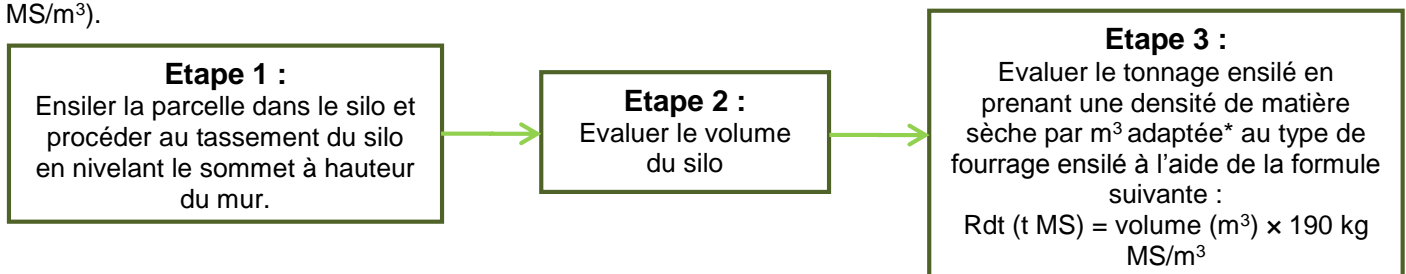 MS/m³).
Etape 1 :
Ensiler la parcelle dans le silo et
procéder au tassement du silo
en nivelant le sommet à hauteur
du mur.
Etape 2 :
Evaluer le volume
du silo
Etape 3 :
Evaluer le tonnage ensilé en
prenant une densité de matière
sèche par m³ adaptée* au type de
fourrage ensilé à l’aide de la formule
suivante :
Rdt (t MS) = volume (m³) × 190 kg
MS/m³